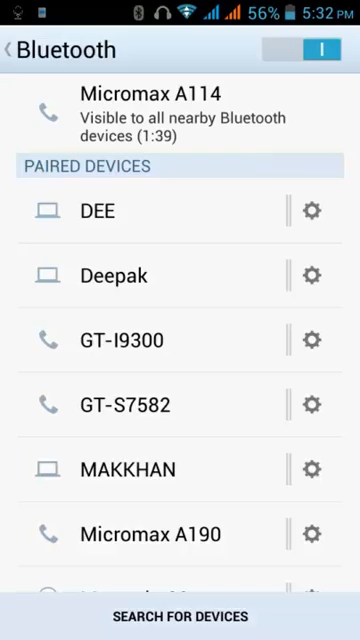 56% 5:32 PM
Bluetooth
Micromax A114
Visible to all nearby Bluetooth
devices (1:39)
PAIRED DEVICES
DEE
Deepak
GT-I9300
GT-S7582
MAKKHAN
Micromax A190
SEARCH FOR DEVICES